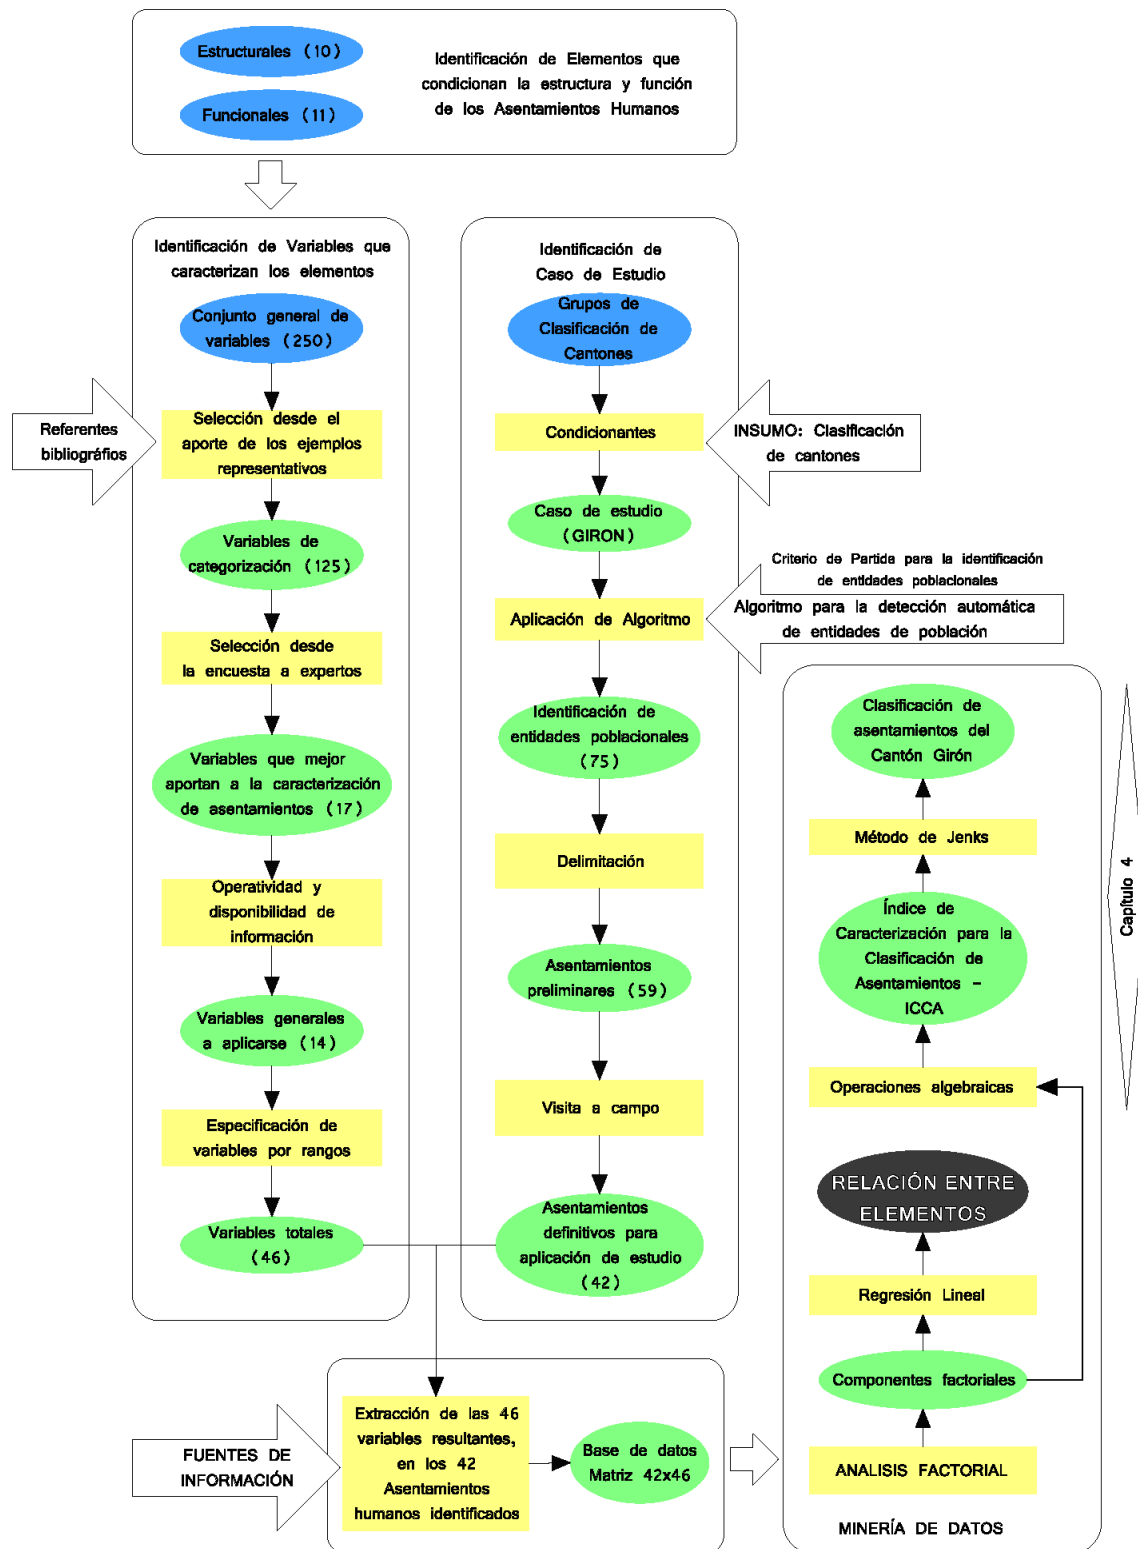 Estructurales (10)
Funcionales (11)
Identificación de Elementos que
condicionan la estructura y función
de los Asentamientos Humanos
Identificación de Variables que
caracterizan los elementos
Conjunto general de
variables (250)
Referentes
bibliográfios
Selección desde el
aporte de los ejemplos
representativos
Variables de
categorización (125)
Selección desde
la encuesta a expertos
Variables que mejor
aportan a la caracterización
de asentamientos (17)
Operatividad y
disponibilidad de
información
Variables generales
a aplicarse (14)
Especificación de
variables por rangos
Variables totales
(46)
Identificación de
Caso de Estudio
Grupos de
Clasificación de
Cantones
Condicionantes
INSUMO: Clasificación
de cantones
Caso de estudio
(GIRON)
Criterio de Partida para la identificación
de entidades poblacionales
Aplicación de Algoritmo
Algoritmo para la detección automática
de entidades de población
Identificación de
entidades poblacionales
(75)
Delimitación
Asentamientos
preliminares (59)
Visita a campo
Asentamientos
definitivos para
aplicación de estudio
(42)
Clasificación de
asentamientos del
Cantón Girón
Método de Jenks
Índice de
Caracterización para la
Clasificación de
Asentamientos –
ICCA
Operaciones algebraicas
RELACIÓN ENTRE
ELEMENTOS
Regresión Lineal
Componentes factoriales
ANALISIS FACTORIAL
MINERÍA DE DATOS
Capítulo 4
FUENTES DE
INFORMACIÓN
Extracción de las 46
variables resultantes,
en los 42
Asentamientos
humanos identificados
Base de datos
Matriz 42x46